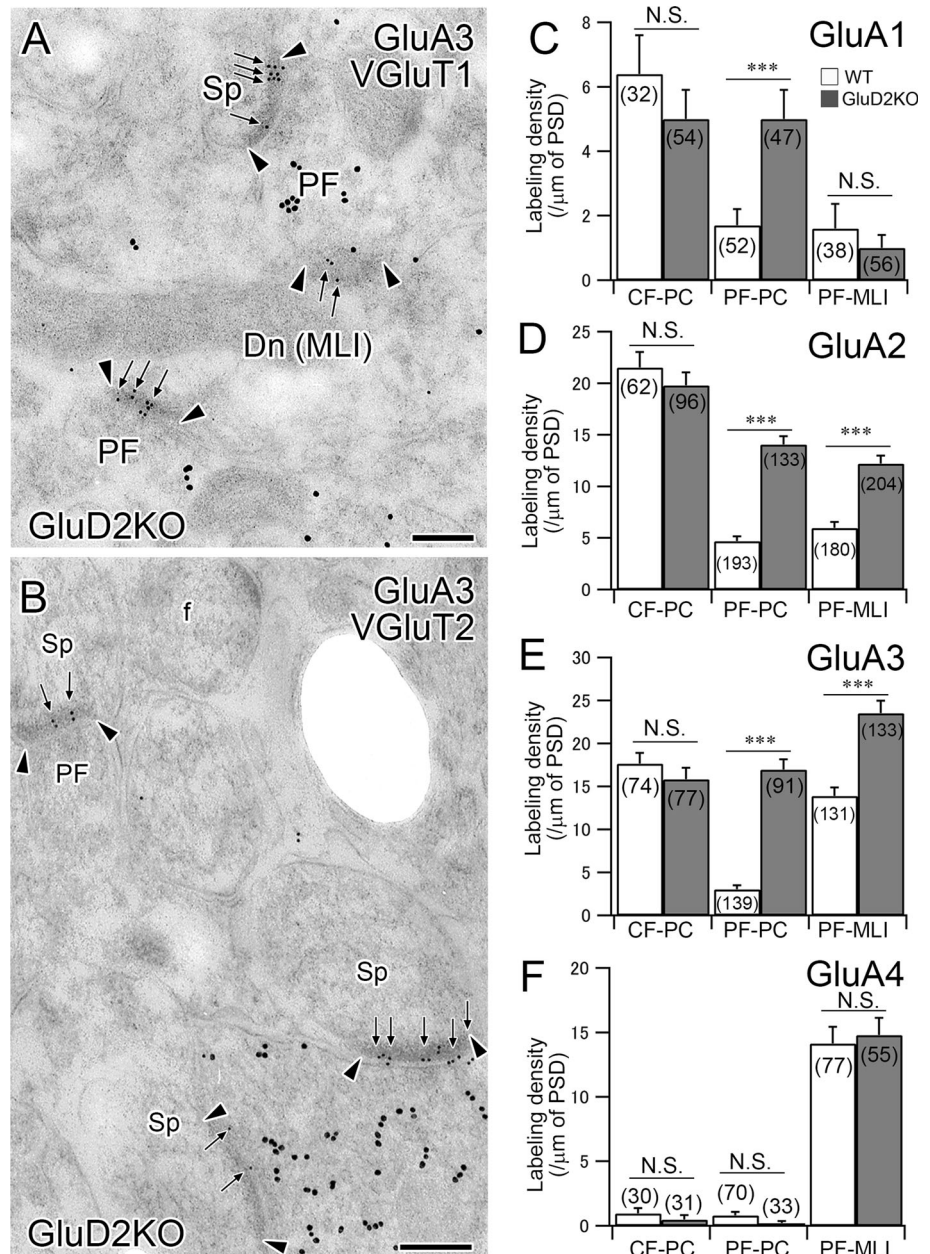 A
GluA3
VGluT1
Sp
PF
Dn (MLI)
PF
GluD2KO
B
GluA3
VGluT2
f
Sp
PF
Sp
Sp
GluD2KO
C
GluA1
WT
GluD2KO
Labeling density
(/μm of PSD)
8
6
4
2
0
N.S.
***
N.S.
(32)
(54)
(52)
(47)
(38)
(56)
CF-PC
PF-PC
PF-MLI
D
GluA2
Labeling density
(/μm of PSD)
25
20
15
10
5
0
N.S.
***
***
(62)
(96)
(193)
(133)
(180)
(204)
CF-PC
PF-PC
PF-MLI
E
GluA3
Labeling density
(/μm of PSD)
30
25
20
15
10
5
0
N.S.
***
***
(74)
(77)
(139)
(91)
(131)
(133)
CF-PC
PF-PC
PF-MLI
F
GluA4
Labeling density
(/μm of PSD)
20
15
10
5
0
N.S.
N.S.
N.S.
(30)
(31)
(70)
(33)
(77)
(55)
CF-PC
PF-PC
PF-MLI